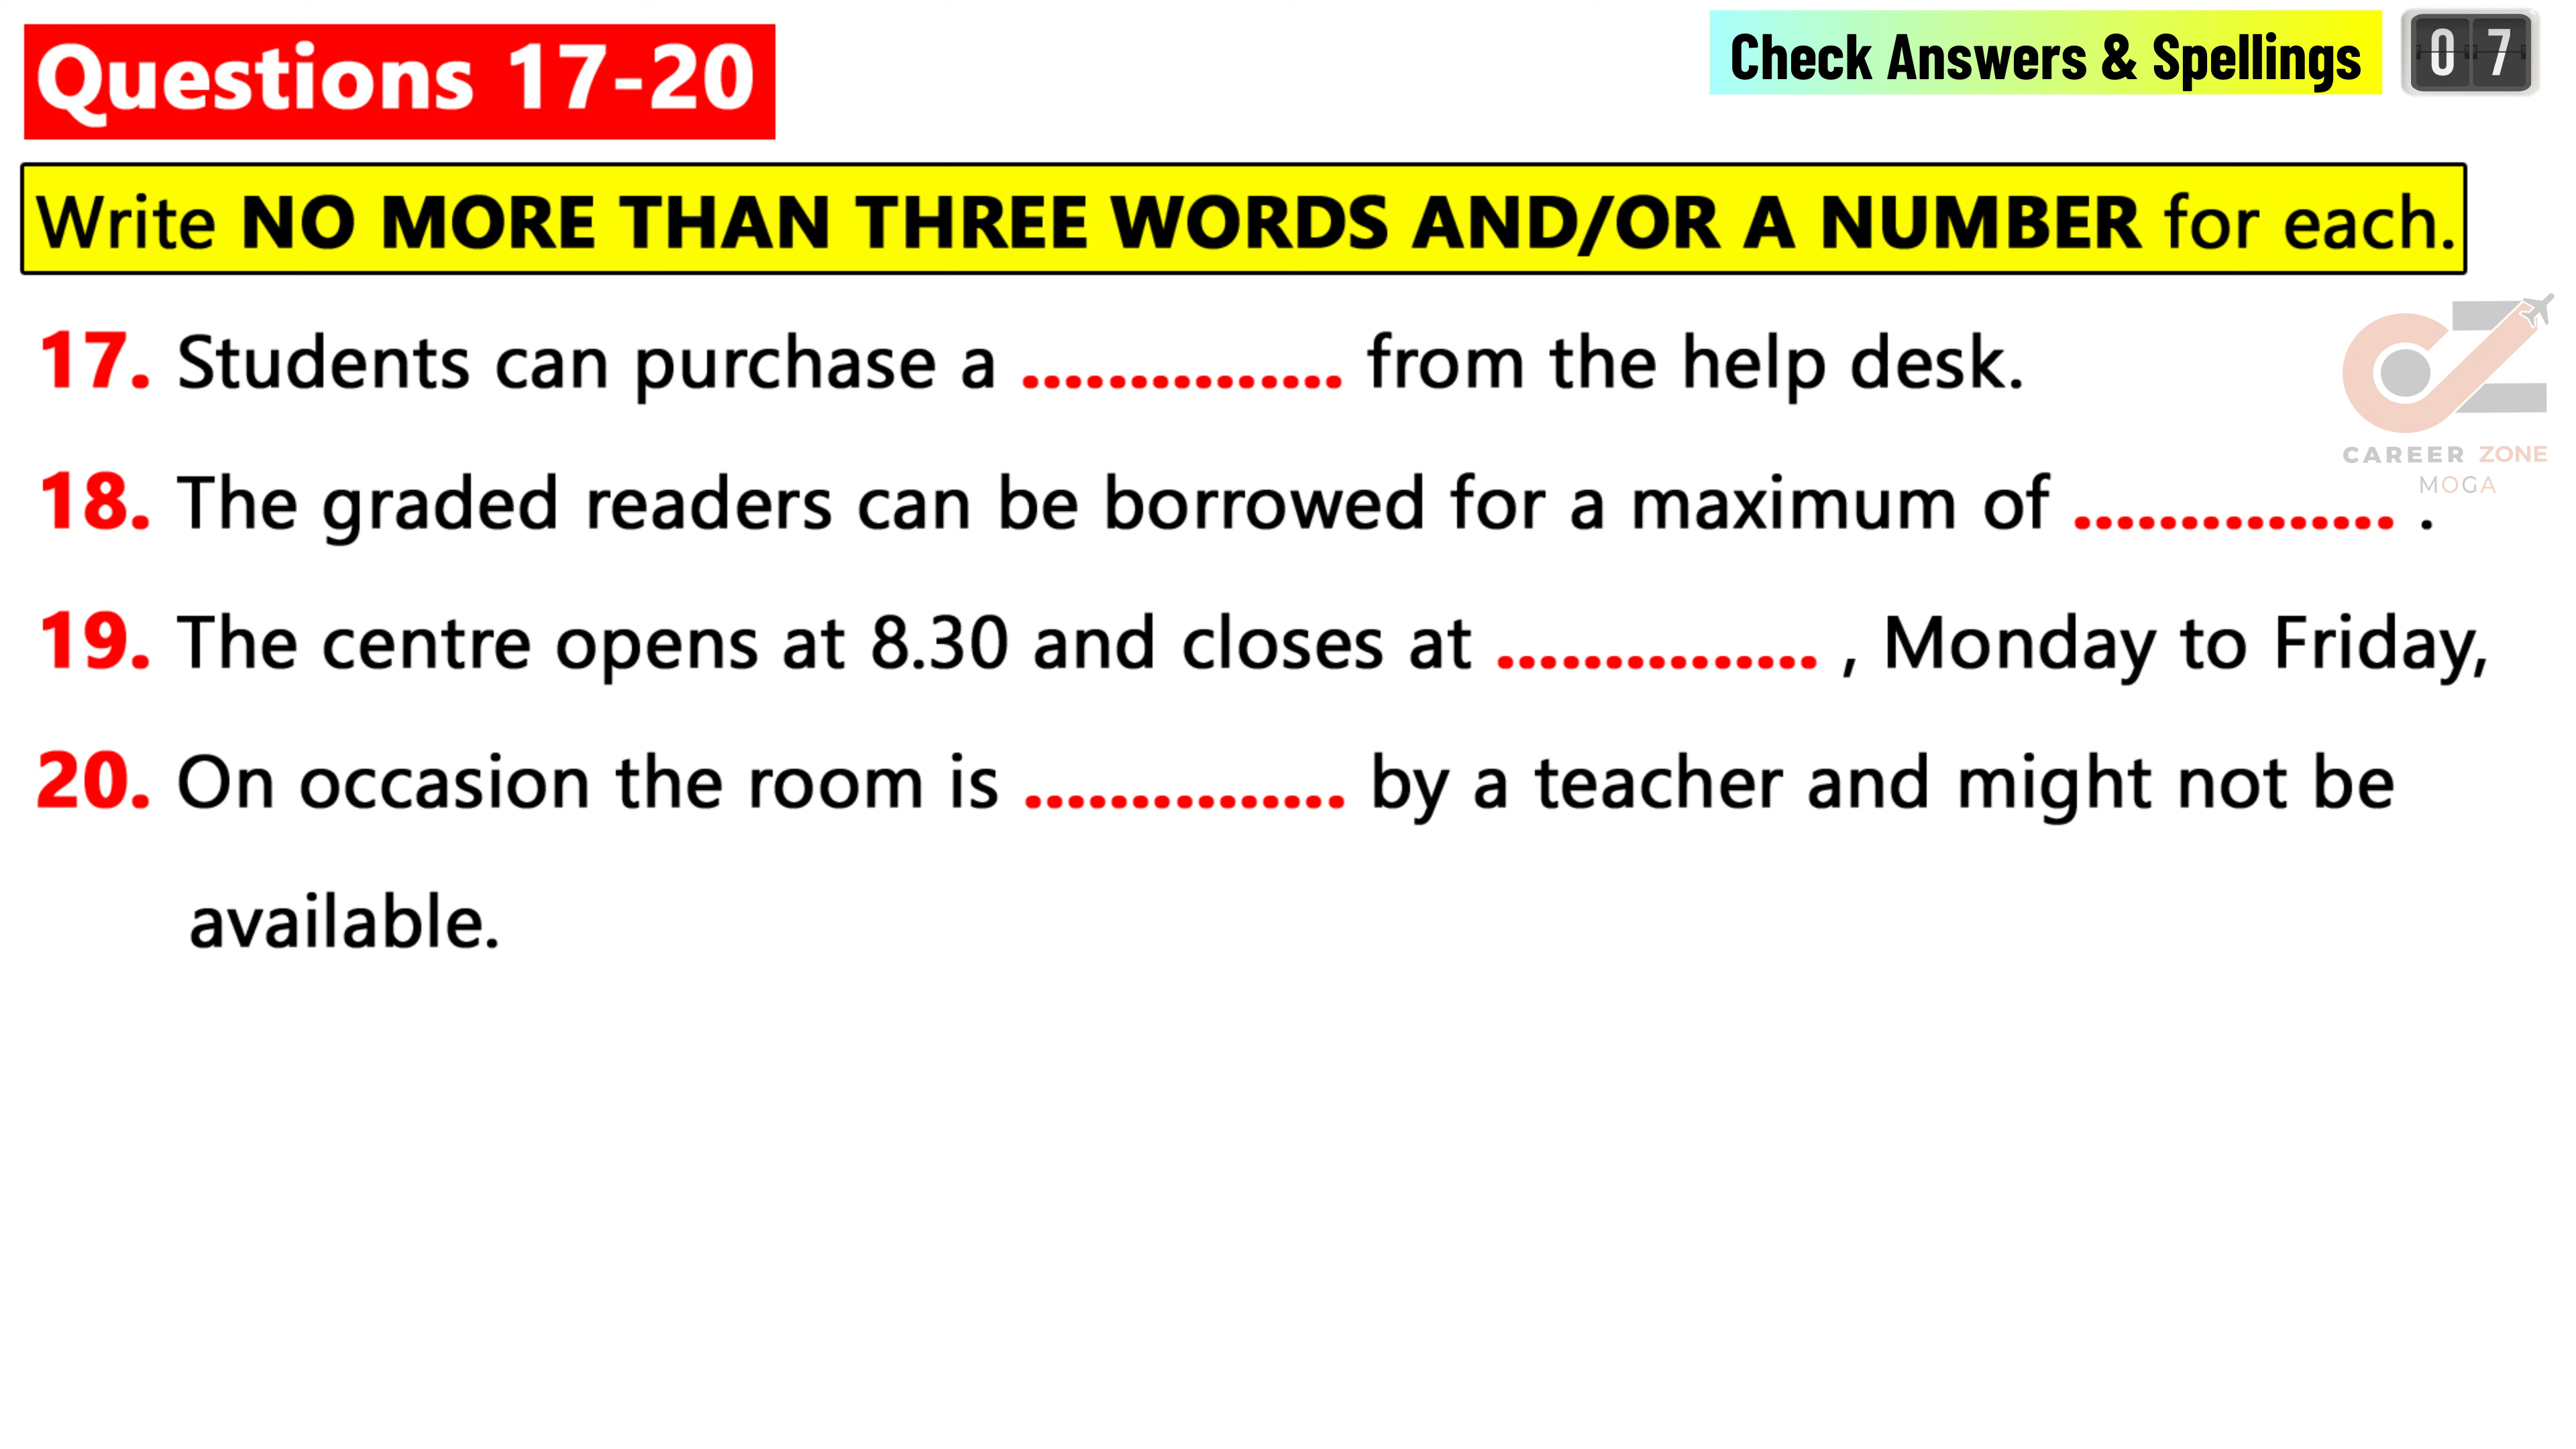 Questions 17-20
Check Answers & Spellings
07
Write NO MORE THAN THREE WORDS AND/OR A NUMBER for each.
17. Students can purchase a ............... from the help desk.
CAREER ZONE
MOGA
18. The graded readers can be borrowed for a maximum of ............... .
19. The centre opens at 8.30 and closes at ............... , Monday to Friday,
20. On occasion the room is ............... by a teacher and might not be
available.